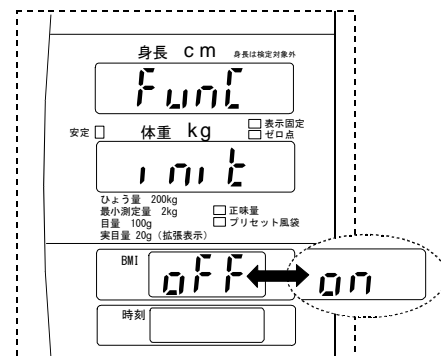 身長 cm 身長は検定対象外
FunC
安定 体重 kg 表示固定
ゼロ点
init
ひょう量 200kg
最小測定量 2kg 正味量
目量 100g プリセット風袋
実目量 20g（拡張表示）
BMI oFF on
時刻